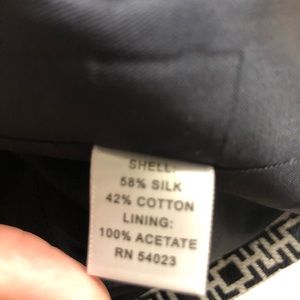 SHELL:
58% SILK
42% COTTON
LINING:
100% ACETATE
RN 54023